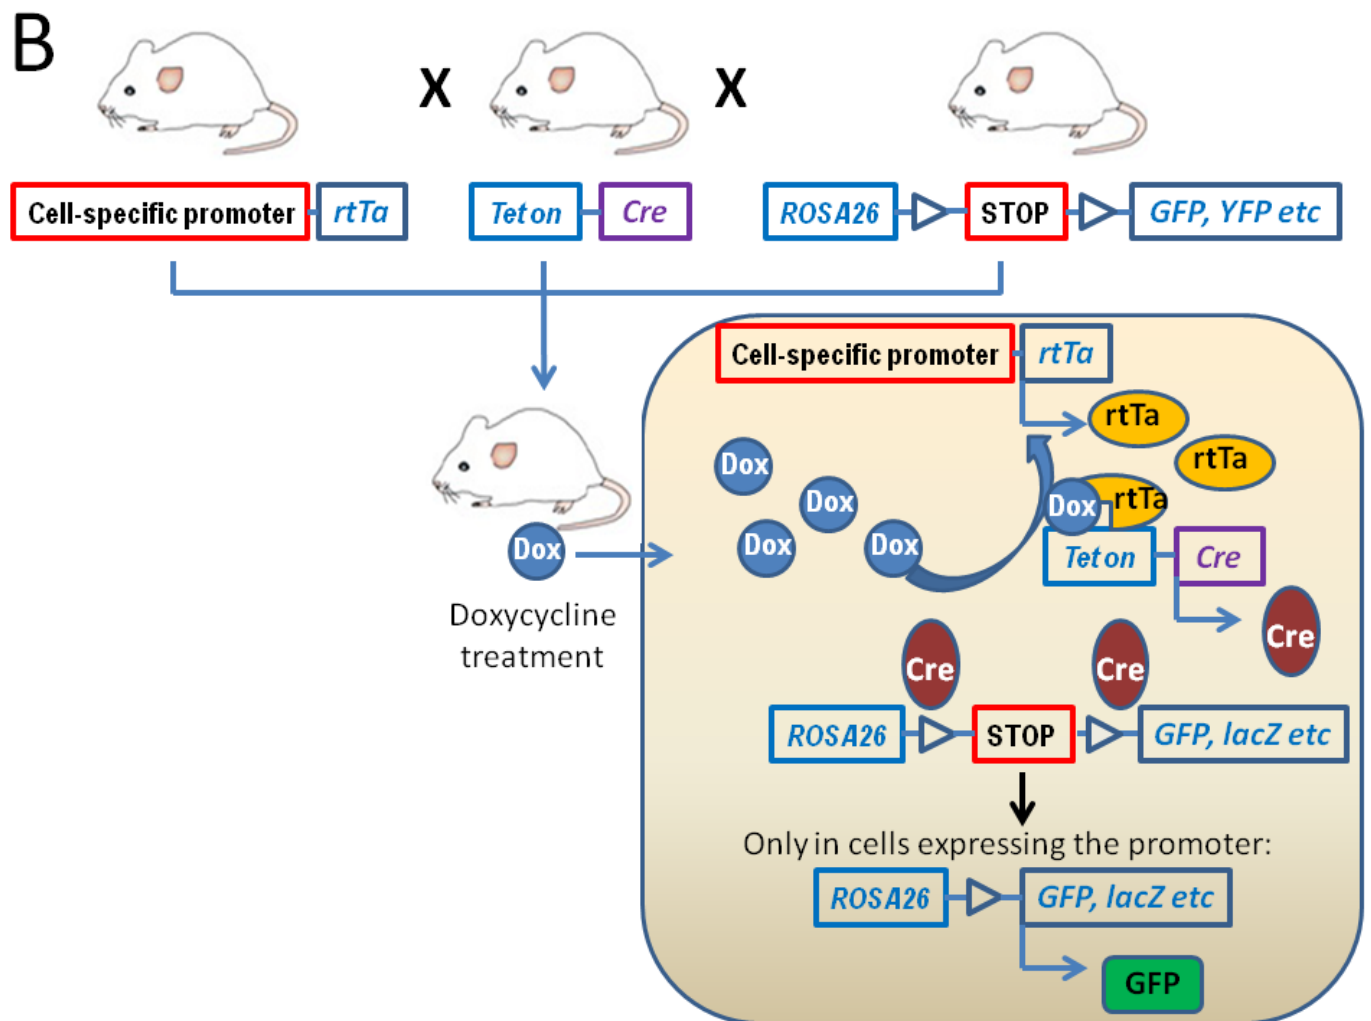 B
X X
Cell-specific promoter rtTa Tet on Cre ROSA26 STOP GFP, YFP etc
Cell-specific promoter rtTa
rtTa
rtTa
Dox
Dox
Dox rtTa
Dox
Dox
Dox
Tet on Cre
Doxycycline
treatment
Cre
Cre Cre
ROSA26 STOP GFP, lacZ etc
Only in cells expressing the promoter:
ROSA26 GFP, lacZ etc
GFP